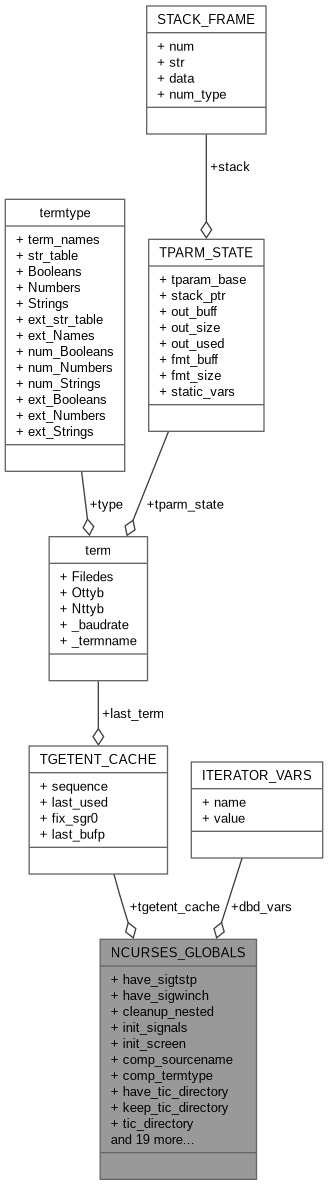 STACK_FRAME
+ num
+ str
+ data
+ num_type
+stack
termtype
+ term_names
+ str_table
+ Booleans
+ Numbers
+ Strings
+ ext_str_table
+ ext_Names
+ num_Booleans
+ num_Numbers
+ num_Strings
+ ext_Booleans
+ ext_Numbers
+ ext_Strings
TPARM_STATE
+ tparam_base
+ stack_ptr
+ out_buff
+ out_size
+ out_used
+ fmt_buff
+ fmt_size
+ static_vars
+type
+tparm_state
term
+ Filedes
+ Ottyb
+ Nttyb
+ _baudrate
+ _termname
+last_term
TGETENT_CACHE
+ sequence
+ last_used
+ fix_sgr0
+ last_bufp
ITERATOR_VARS
+ name
+ value
+tgetent_cache
+dbd_vars
NCURSES_GLOBALS
+ have_sigtstp
+ have_sigwinch
+ cleanup_nested
+ init_signals
+ init_screen
+ comp_sourcename
+ comp_termtype
+ have_tic_directory
+ keep_tic_directory
+ tic_directory
and 19 more...